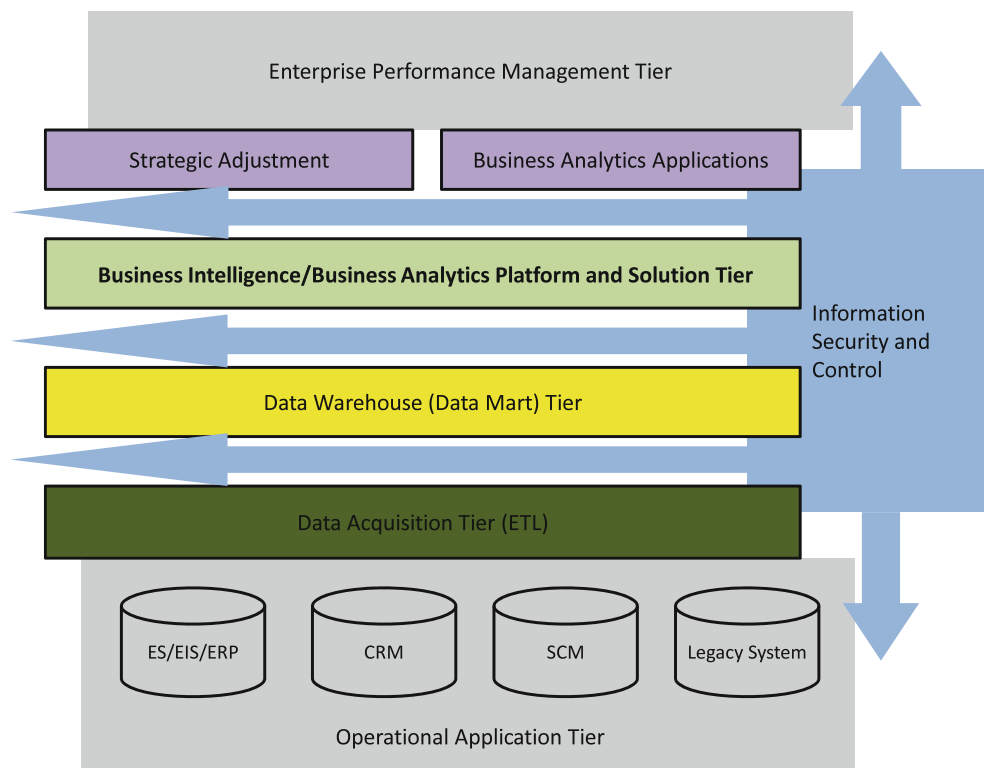 Enterprise Performance Management Tier
Strategic Adjustment
Business Analytics Applications
Business Intelligence/Business Analytics Platform and Solution Tier
Information
Security and
Control
Data Warehouse (Data Mart) Tier
Data Acquisition Tier (ETL)
ES/EIS/ERP
CRM
SCM
Legacy System
Operational Application Tier